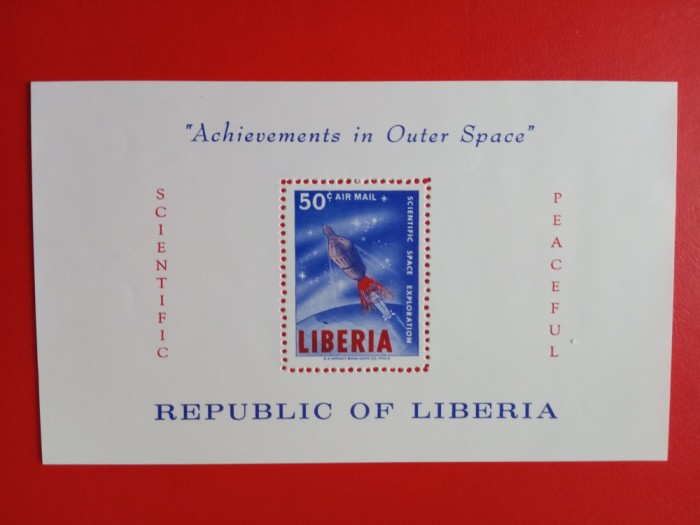 "Achievements in Outer Space"
SCIENTIFIC
50¢ AIR MAIL
SCIENTIFIC SPACE EXPLORATION
LIBERIA
PEACEFUL
REPUBLIC OF LIBERIA